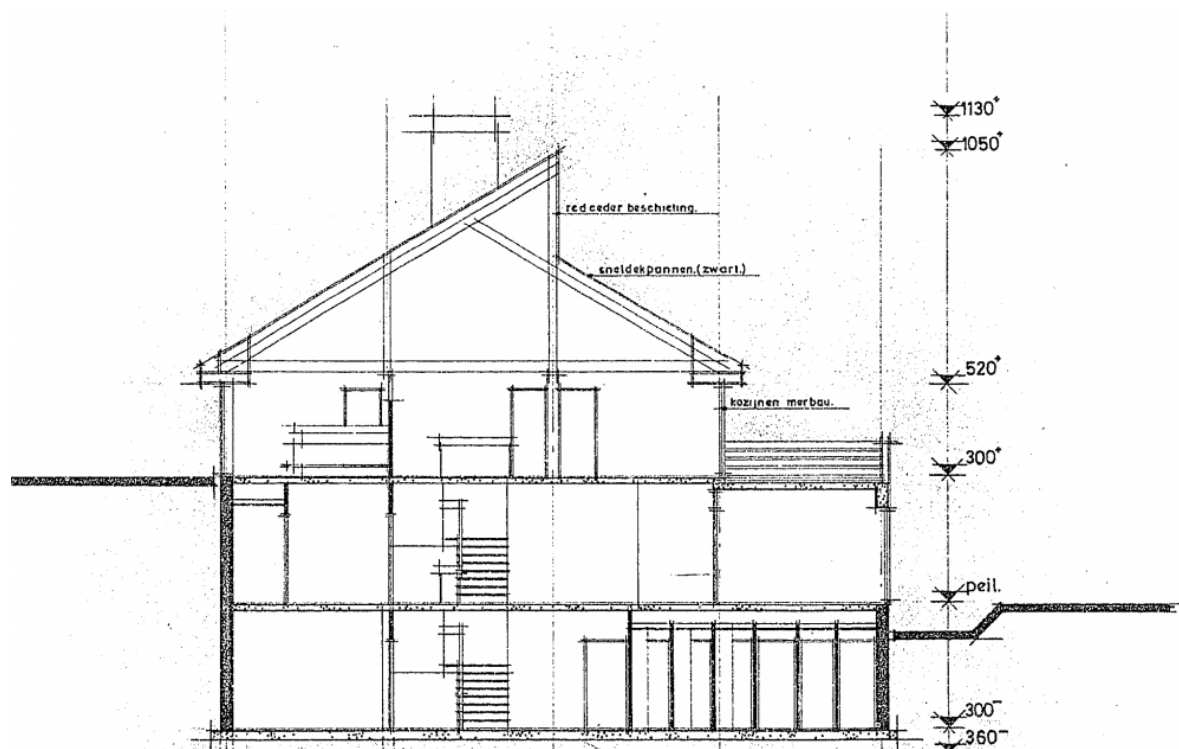 1130+
1050+
red ceder beschieting.
sneldekpannen.(zwart.)
520+
kozijnen merbau.
300+
peil.
300-
360-